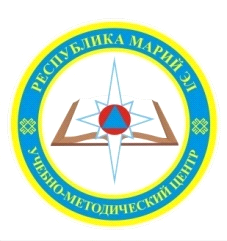 РЕСПУБЛИКА МАРИЙ ЭЛ
УЧЕБНО-МЕТОДИЧЕСКИЙ ЦЕНТР